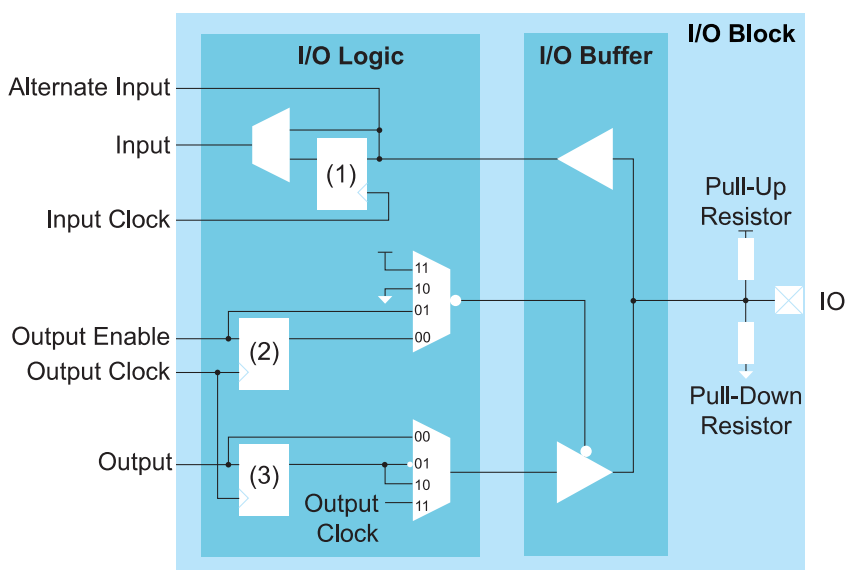 I/O Block
I/O Logic
I/O Buffer
Alternate Input
Input
(1)
Input Clock
Pull-Up
Resistor
11
10
01
00
IO
Output Enable
(2)
Output Clock
Pull-Down
Resistor
Output
(3)
00
01
10
11
Output
Clock